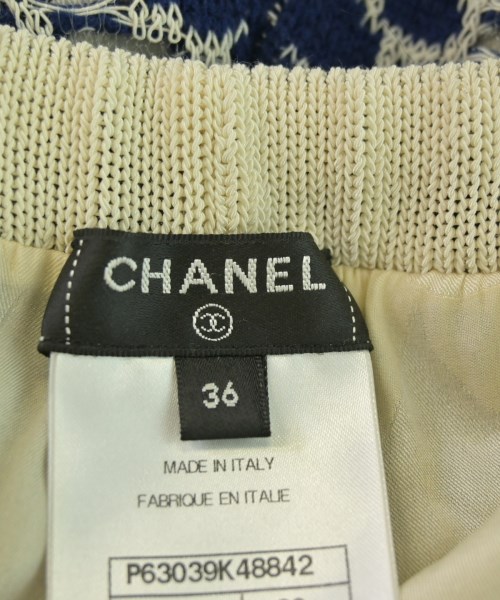 CHANEL
36
MADE IN ITALY
FABRIQUE EN ITALIE
P63039K48842